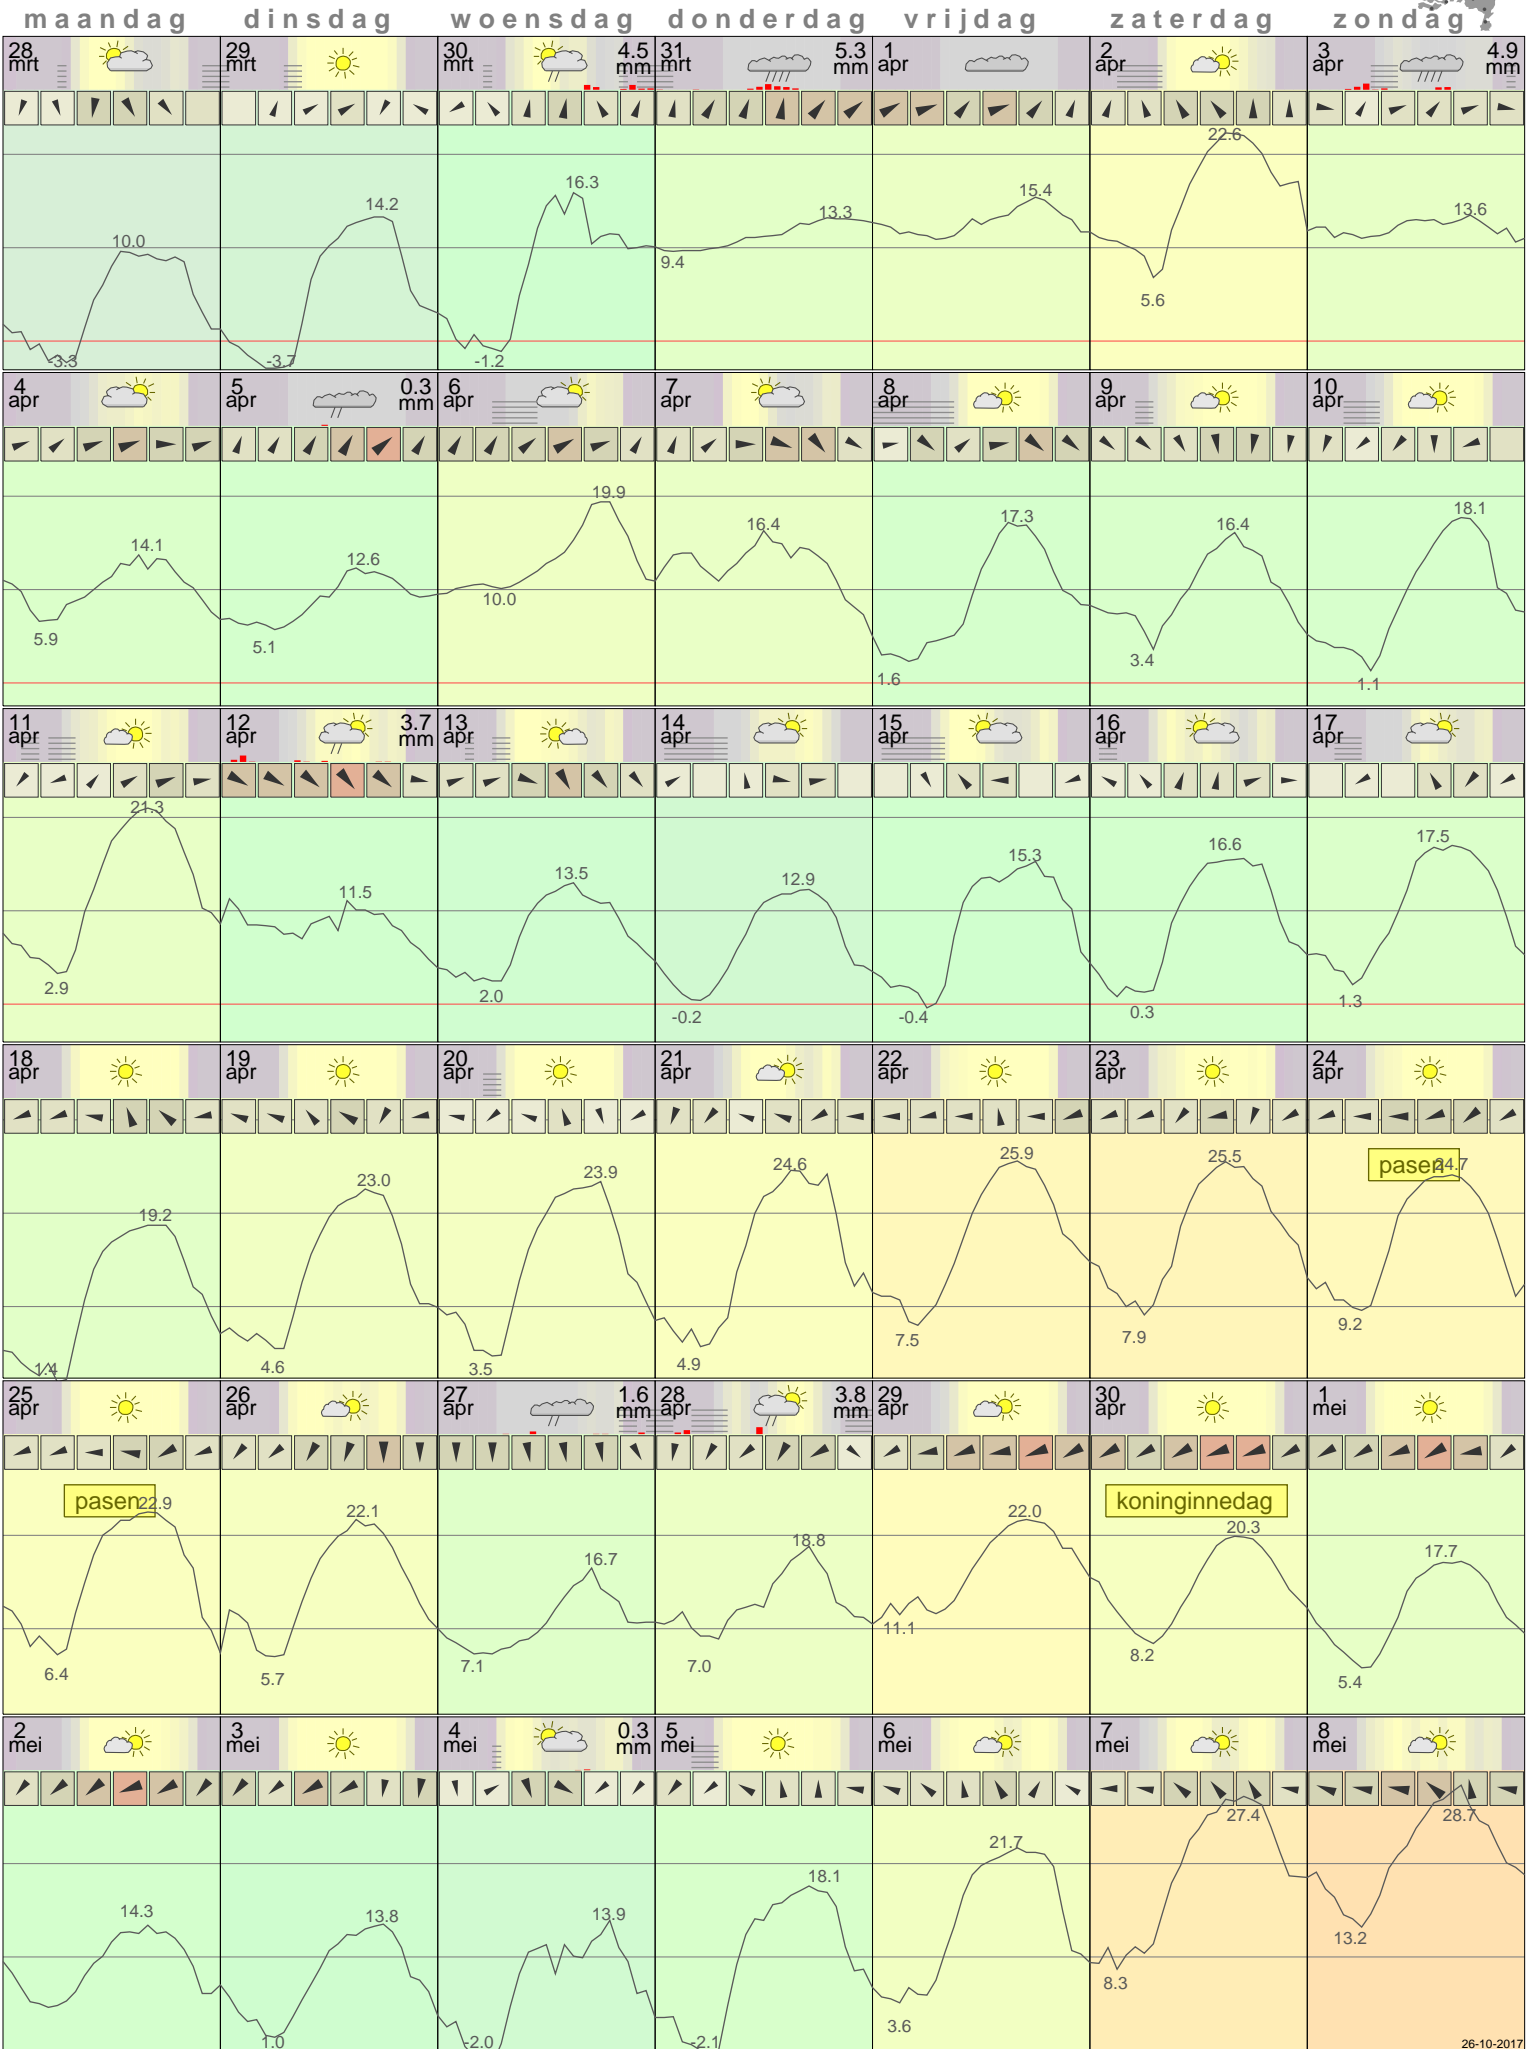 maandag dinsdag woensdag donderdag vrijdag zaterdag zondag
28 29 30 4.5 31 5.3 1 2 3 4.9
mrt mrt mrt mm mrt mm apr apr apr mm
22.6
16.3
14.2 15.4
13.3 13.6
10.0
9.4
5.6
-3.3 -3.7 -1.2
4 5 0.3 6 7 8 9 10
apr apr mm apr apr apr apr apr
19.9
18.1
17.3
16.4 16.4
14.1
12.6
10.0
5.9 5.1
3.4
1.6 1.1
11 12 3.7 13 14 15 16 17
apr apr mm apr apr apr apr apr
21.3
17.5
16.6
15.3
13.5 12.9
11.5
2.9 2.0
1.3
-0.2 -0.4 0.3
18 19 20 21 22 23 24
apr apr apr apr apr apr apr
25.9 25.5
24.6 pasen 24.7
23.0 23.9
19.2
9.2
7.5 7.9
1.4 4.6 3.5 4.9
25 26 27 1.6 28 3.8 29 30 1
apr apr apr mm apr mm apr apr mei
pasen 22.9 koninginnedag
22.1 22.0
20.3
18.8
16.7 17.7
11.1
6.4 5.7 7.1 7.0 8.2 5.4
2 3 4 0.3 5 6 7 8
mei mei mei mm mei mei mei mei
27.4 28.7
21.7
18.1
14.3 13.8 13.9
13.2
8.3
3.6
1.0 -2.0 -2.1
26-10-2017